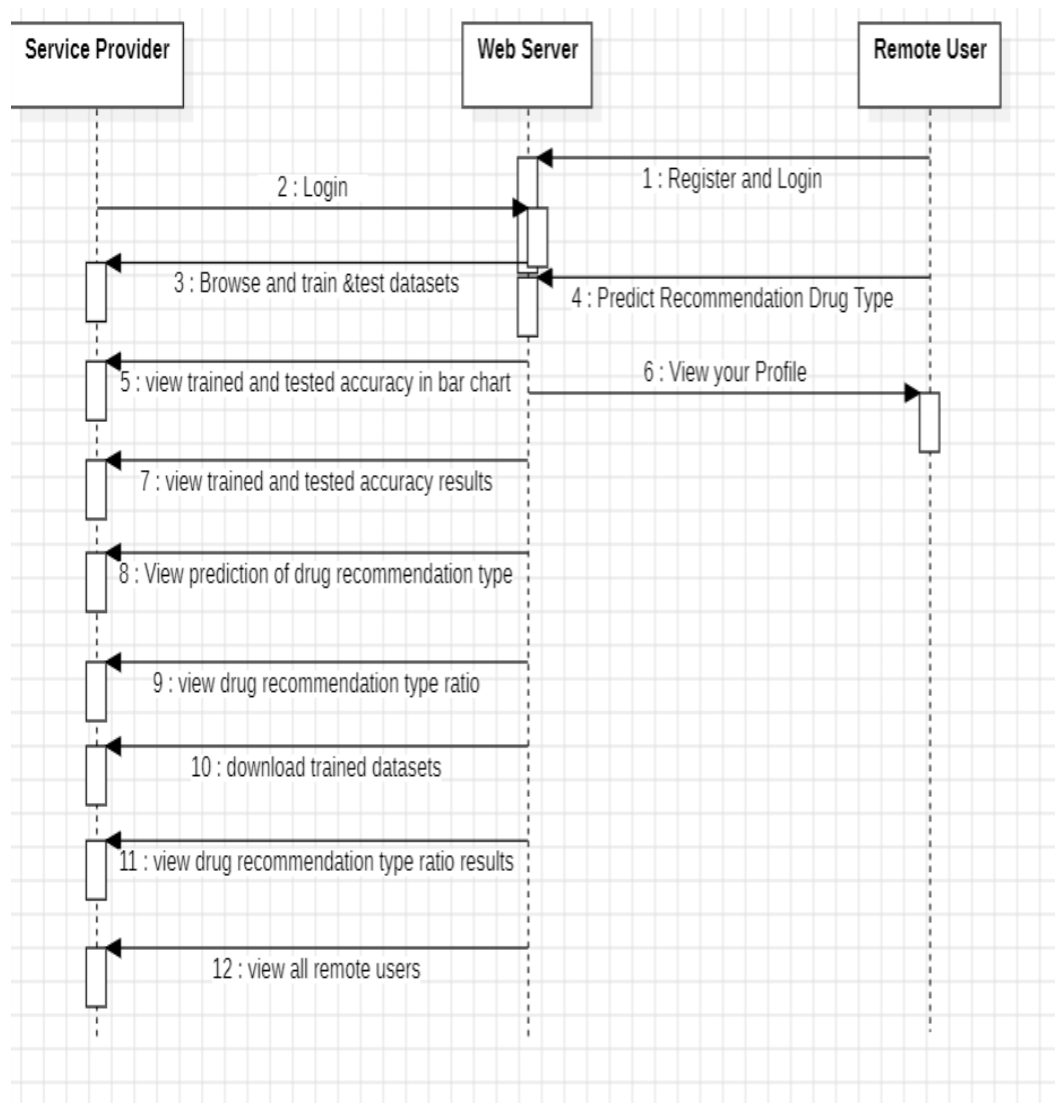 Service Provider
Web Server
Remote User
1 : Register and Login
2 : Login
3 : Browse and train &test datasets
4 : Predict Recommendation Drug Type
5 : view trained and tested accuracy in bar chart
6 : View your Profile
7 : view trained and tested accuracy results
8 : View prediction of drug recommendation type
9 : view drug recommendation type ratio
10 : download trained datasets
11 : view drug recommendation type ratio results
12 : view all remote users